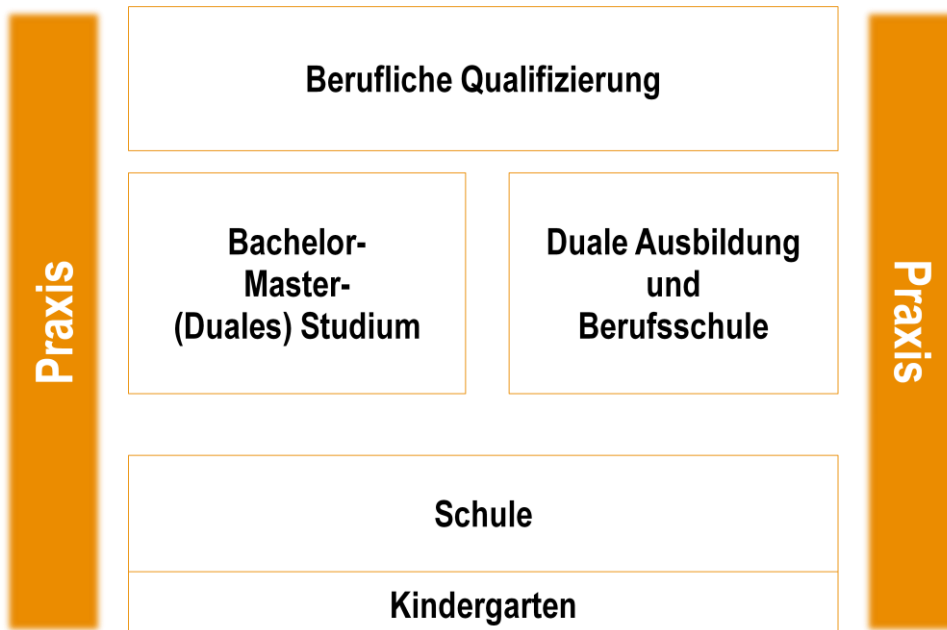 Berufliche Qualifizierung
Praxis
Bachelor-
Master-
(Duales) Studium
Duale Ausbildung
und
Berufsschule
Praxis
Schule
Kindergarten